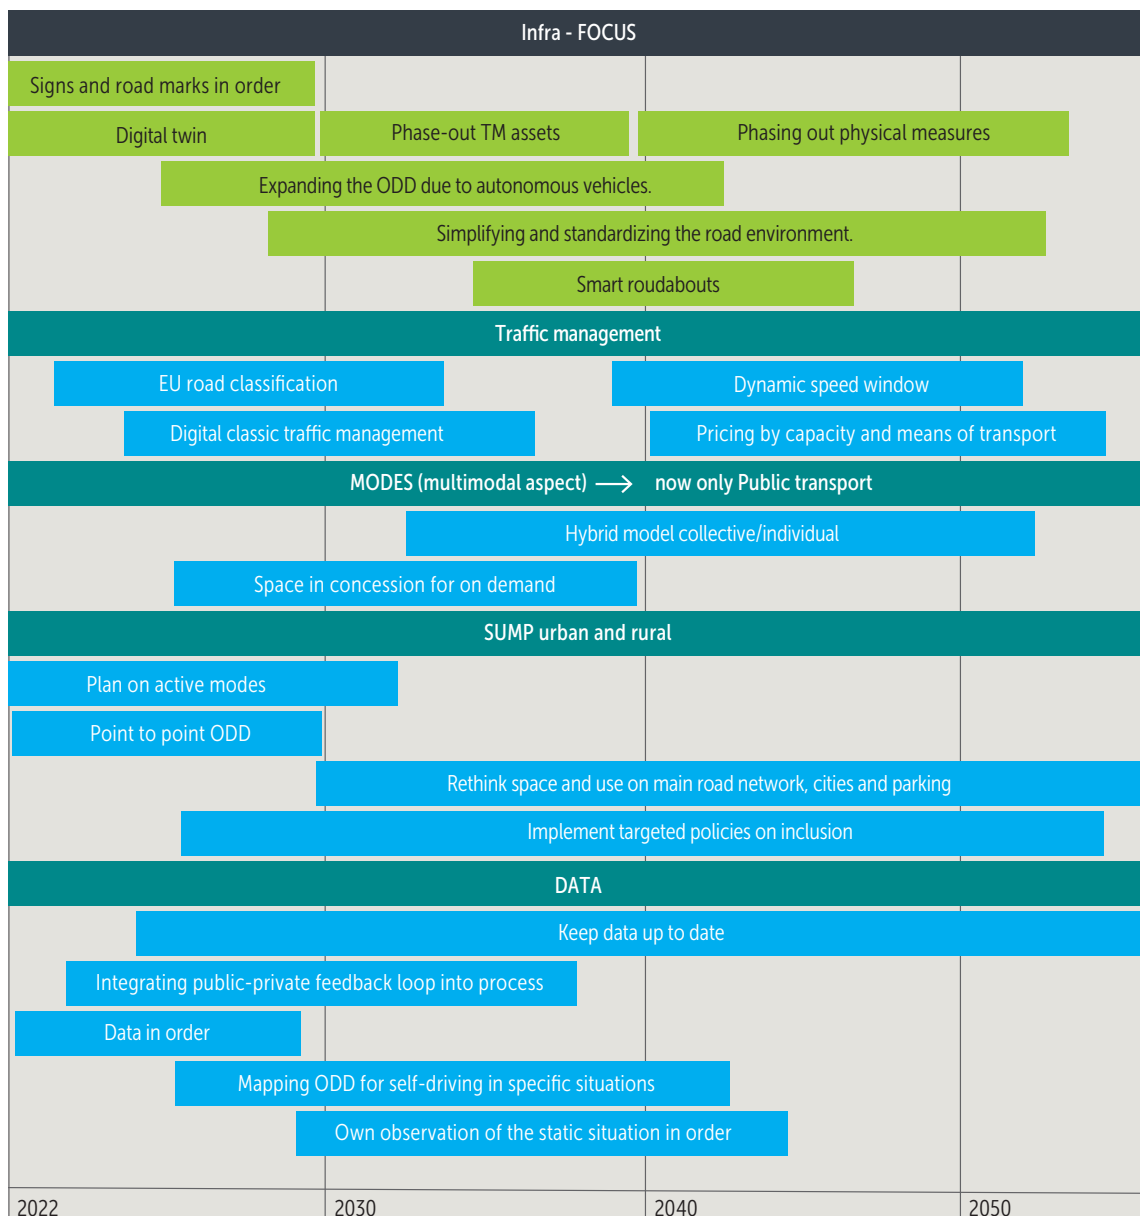 Infra - FOCUS
Signs and road marks in order
Digital twin
Phase-out TM assets
Phasing out physical measures
Expanding the ODD due to autonomous vehicles.
Simplifying and standardizing the road environment.
Smart roudabouts
Traffic management
EU road classification
Dynamic speed window
Digital classic traffic management
Pricing by capacity and means of transport
MODES (multimodal aspect) → now only Public transport
Hybrid model collective/individual
Space in concession for on demand
SUMP urban and rural
Plan on active modes
Point to point ODD
Rethink space and use on main road network, cities and parking
Implement targeted policies on inclusion
DATA
Keep data up to date
Integrating public-private feedback loop into process
Data in order
Mapping ODD for self-driving in specific situations
Own observation of the static situation in order
2022
2030
2040
2050